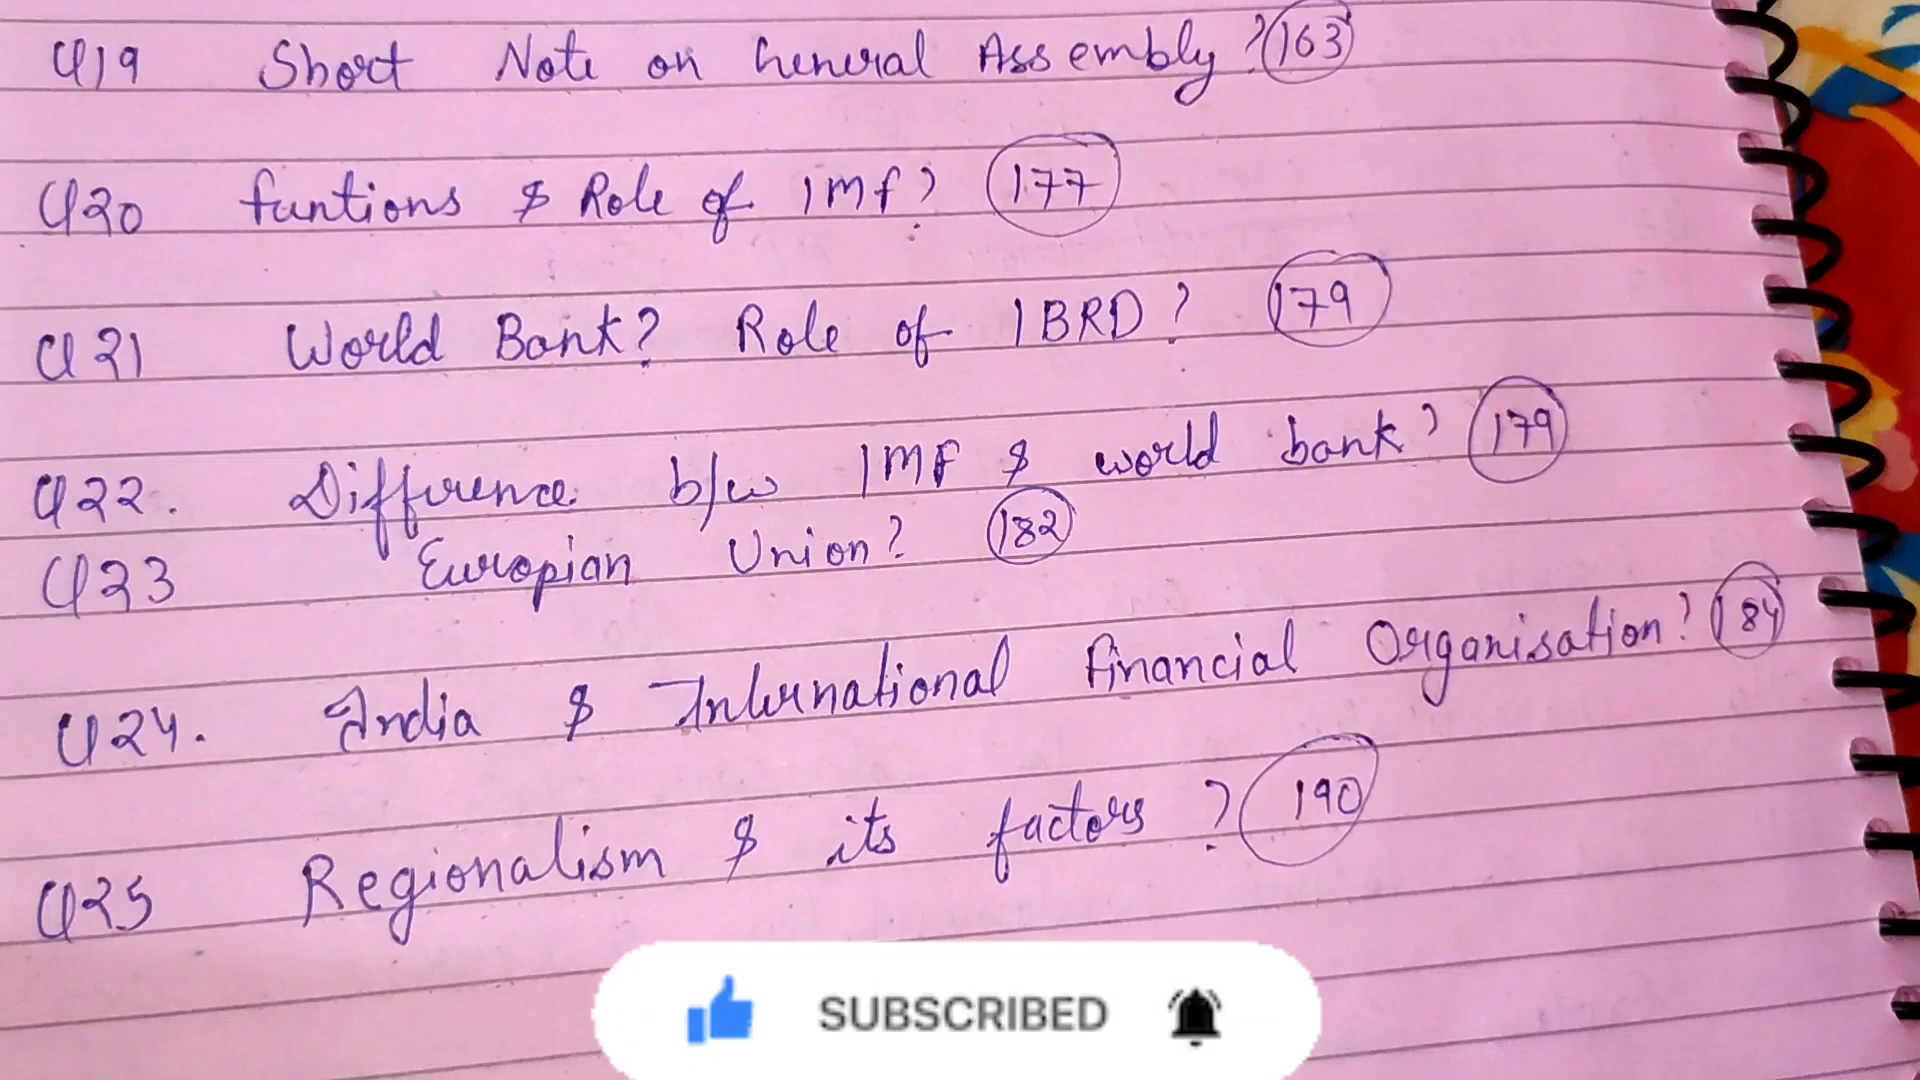 Q19 Short Note on General Assembly? 163
Q20 funtions & Role of IMF? 177
Q21 World Bank? Role of IBRD? 179
Q22. Difference b/w IMF & world bank? 179
Q23 Europian Union? 182
Q24. India & International financial Organisation? 184
Q25 Regionalism & its factors? 190
SUBSCRIBED